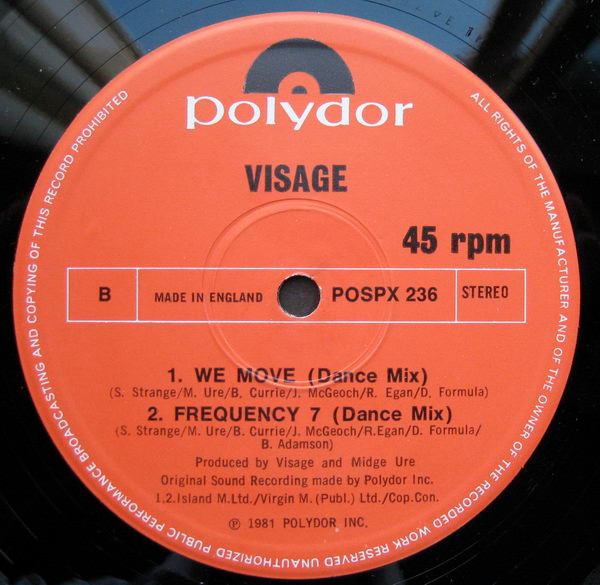 polydor
VISAGE
45 rpm
B
MADE IN ENGLAND
POSPX 236
STEREO
1. WE MOVE (Dance Mix)
(S. Strange/M. Ure/B. Currie/J. McGeoch/R. Egan/D. Formula)
2. FREQUENCY 7 (Dance Mix)
(S. Strange/M. Ure/B. Currie/J. McGeoch/R.Egan/D. Formula/
B. Adamson)
Produced by Visage and Midge Ure
Original Sound Recording made by Polydor Inc.
1.2.Island M.Ltd./Virgin M.(Publ.) Ltd./Cop.Con.
℗ 1981 POLYDOR INC.
ALL RIGHTS OF THE MANUFACTURER AND OF THE OWNER OF THE RECORDED WORK RESERVED UNAUTHORIZED PUBLIC PERFORMANCE BROADCASTING AND COPYING OF THIS RECORD PROHIBITED